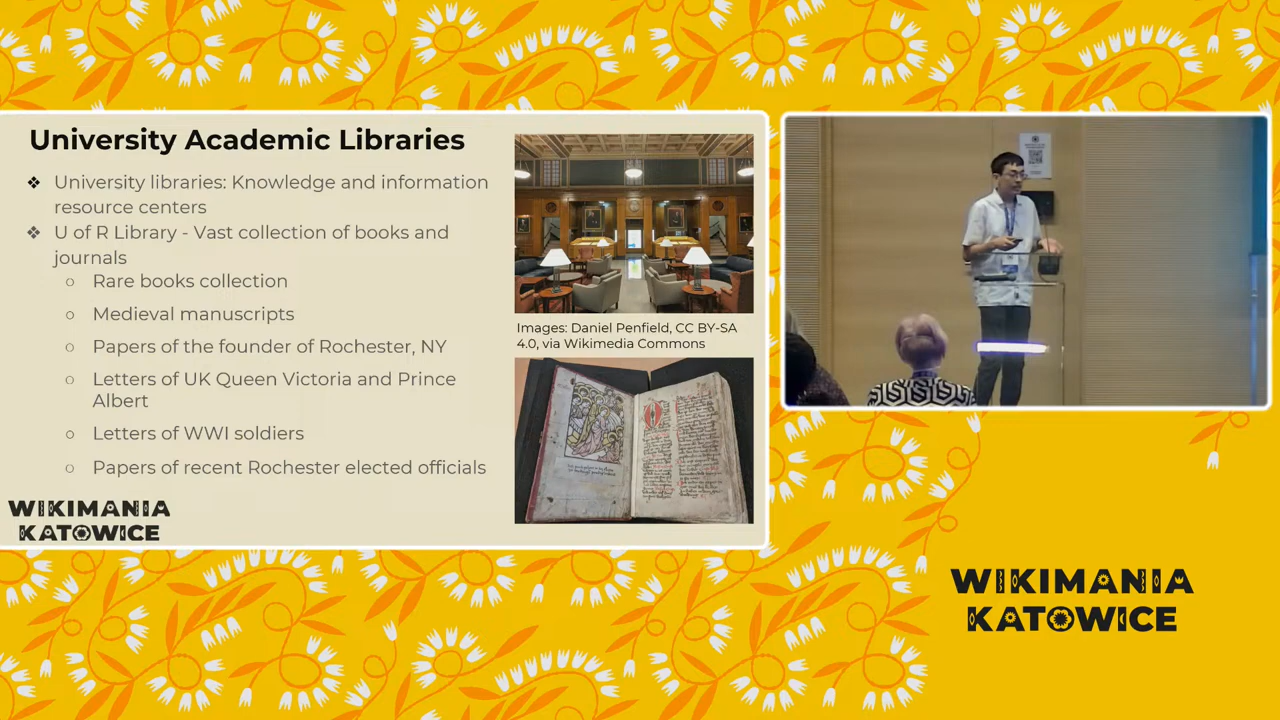 University Academic Libraries
❖ University libraries: Knowledge and information
resource centers
❖ U of R Library - Vast collection of books and
journals
○ Rare books collection
○ Medieval manuscripts
○ Papers of the founder of Rochester, NY
○ Letters of UK Queen Victoria and Prince
Albert
○ Letters of WWI soldiers
○ Papers of recent Rochester elected officials
Images: Daniel Penfield, CC BY-SA
4.0, via Wikimedia Commons
WIKIMANIA
KATOWICE
WIKIMANIA
KATOWICE